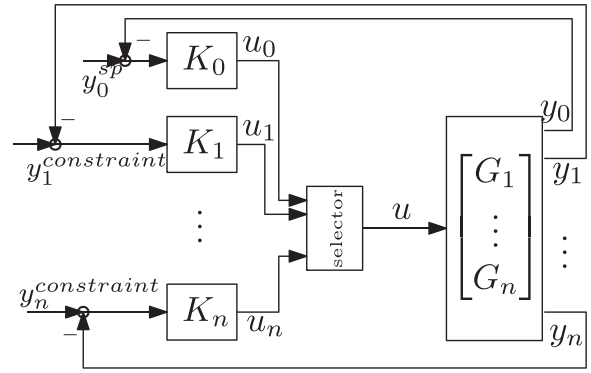 − K_0 u_0
y_0^{sp}
y_0
− K_1 u_1
y_1^{constraint}
y_1
G_1
⋮
G_n
selector
u
⋮
⋮
y_n^{constraint}
− K_n u_n
y_n